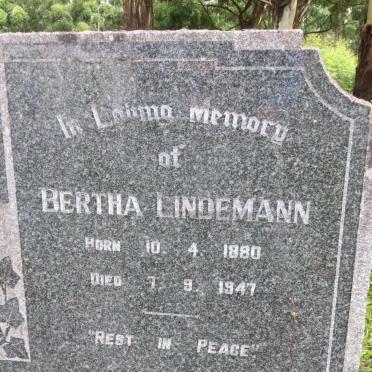 In Loving Memory
of
BERTHA LINDEMANN
BORN 10. 4. 1880
DIED 7. 9. 1947
"REST IN PEACE"